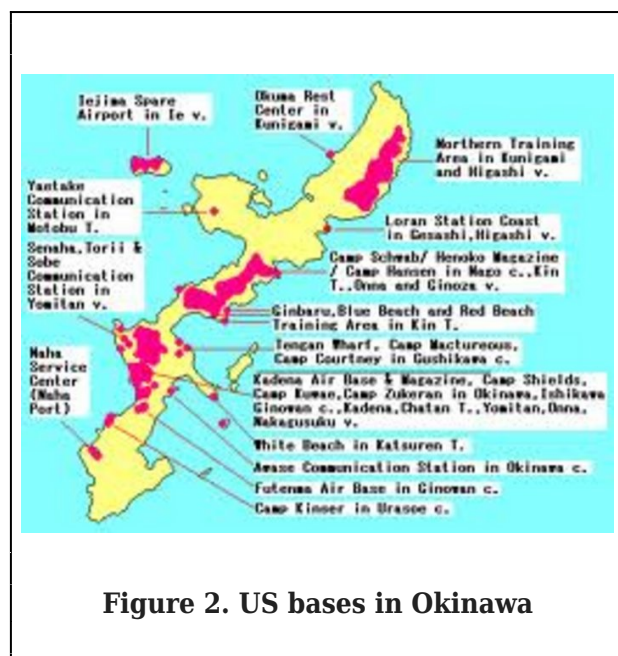 Iejima Spare
Airport in Ie v.
Okuma Rest
Center in
Kunigami v.
Northern Training
Area in Kunigami
and Higashi v.
Yaetake
Communication
Station in
Motobu T.
Loran Station Coast
in Gesashi,Higashi v.
Senaha,Torii &
Sobe
Communication
Station in
Yomitan v.
Camp Schwab/ Henoko Magazine
/ Camp Hansen in Nago c.,Kin
T.,Onna and Ginoza v.
Ginbaru,Blue Beach and Red Beach
Training Area in Kin T.
Tengan Wharf, Camp Mactureous,
Camp Courtney in Gushikawa c.
Naha
Service
Center
(Naha
Port)
Kadena Air Base & Magazine, Camp Shields,
Camp Kuwae,Camp Zukeran in Okinawa,Ishikawa
Ginowan c.,Kadena,Chatan T.,Yomitan,Onna,
Nakagusuku v.
White Beach in Katsuren T.
Awase Communication Station in Okinawa c.
Futenma Air Base in Ginowan c.
Camp Kinser in Urasoe c.
Figure 2. US bases in Okinawa